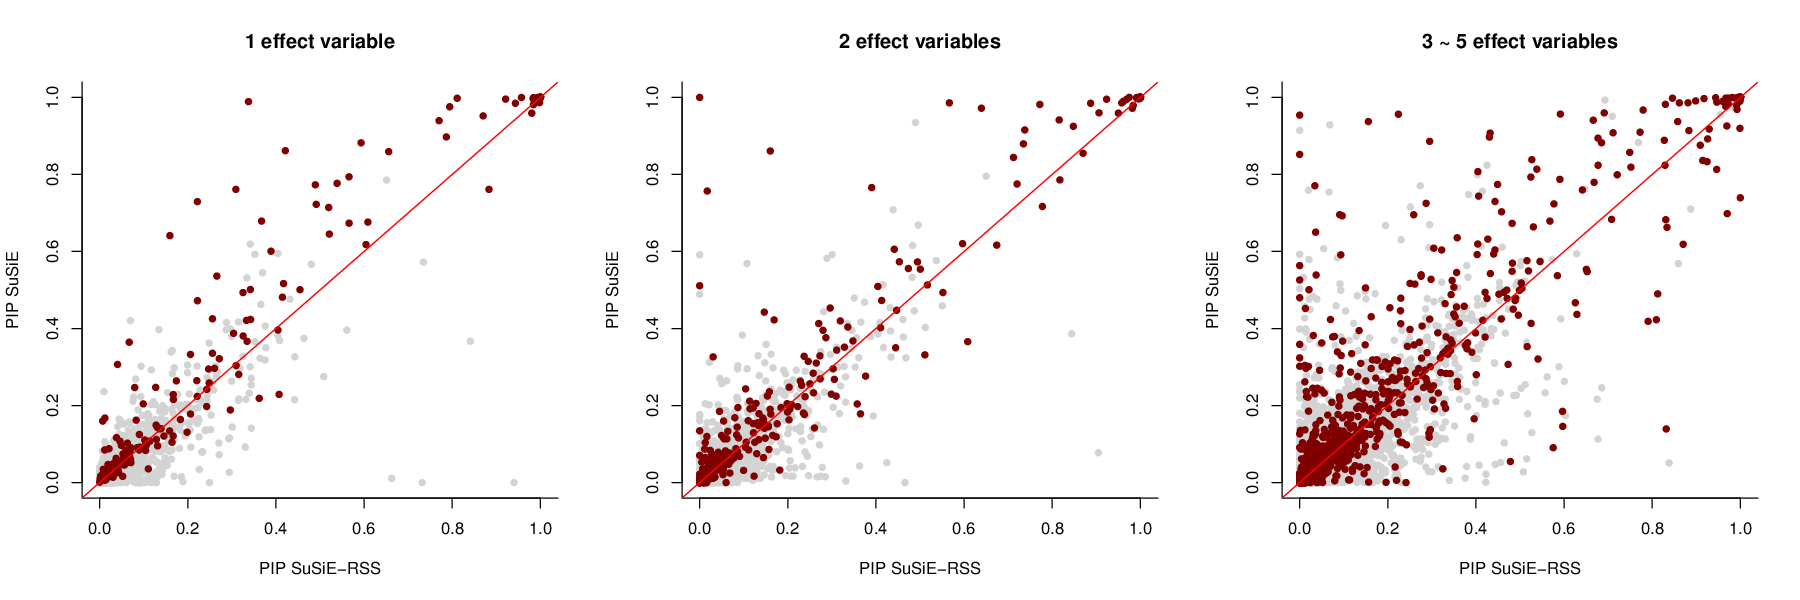 1 effect variable
PIP SuSiE
1.0
0.8
0.6
0.4
0.2
0.0
0.0 0.2 0.4 0.6 0.8 1.0
PIP SuSiE−RSS
2 effect variables
PIP SuSiE
1.0
0.8
0.6
0.4
0.2
0.0
0.0 0.2 0.4 0.6 0.8 1.0
PIP SuSiE−RSS
3 ~ 5 effect variables
PIP SuSiE
1.0
0.8
0.6
0.4
0.2
0.0
0.0 0.2 0.4 0.6 0.8 1.0
PIP SuSiE−RSS